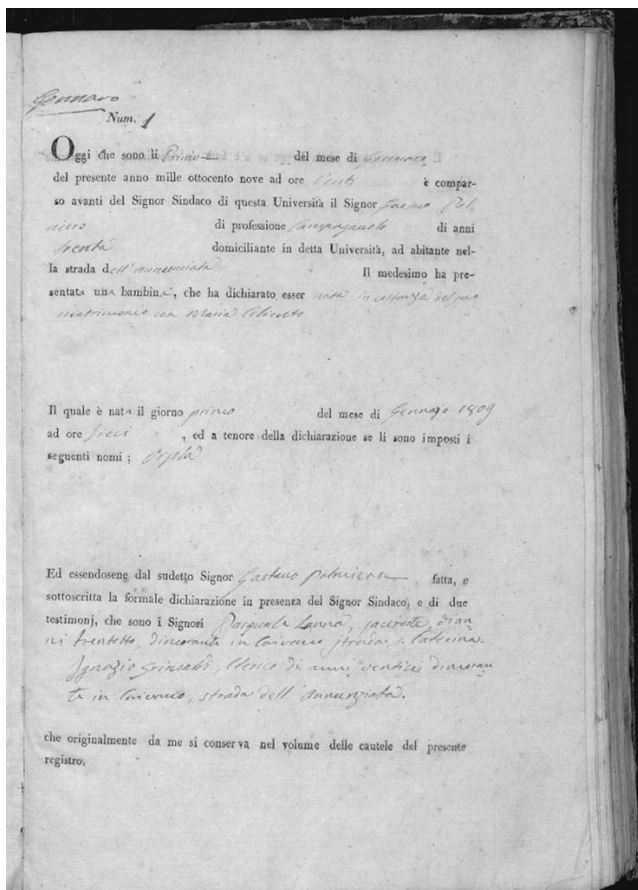 Gennaro
Num. 1
Oggi che sono li Primo del mese di Gennaro
del presente anno mille ottocento nove ad ore Venti è compar-
so avanti del Signor Sindaco di questa Università il Signor Gaetano Pal-
miero di professione Campagnuolo di anni
trenta domiciliante in detta Università, ad abitante nel-
la strada dell'annunciata Il medesimo ha pre-
sentata una bambina, che ha dichiarato esser nata in costanza del suo
matrimonio con Maria
Il quale è nata il giorno primo del mese di Gennajo 1809
ad ore Dieci , ed a tenore della dichiarazione se li sono imposti i
seguenti nomi ;
Ed essendosene dal sudetto Signor Gaetano Palmiero fatta, e
sottoscritta la formale dichiarazione in presenza del Signor Sindaco, e di due
testimonj, che sono i Signori Pasquale Lanna, sacerdote, d'an-
ni trentotto, dimorante in Caivano strada s. Caterina.
Ignazio Clerico di anni ventisei dimoran
te in Caivano, strada dell'Annunziata.
che originalmente da me si conserva nel volume delle cautele del presente
registro.